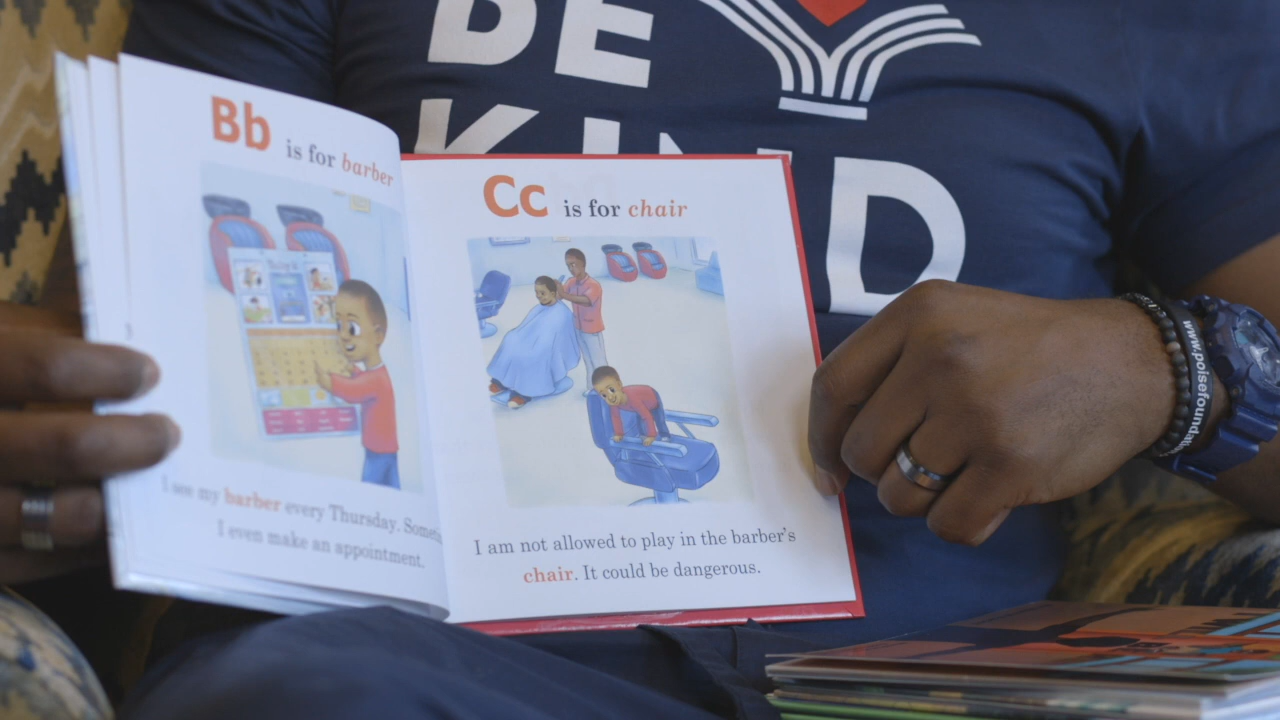 BE
KIND
Bb is for barber
I see my barber every Thursday.
I even make an appointment.
Cc is for chair
I am not allowed to play in the barber's
chair. It could be dangerous.